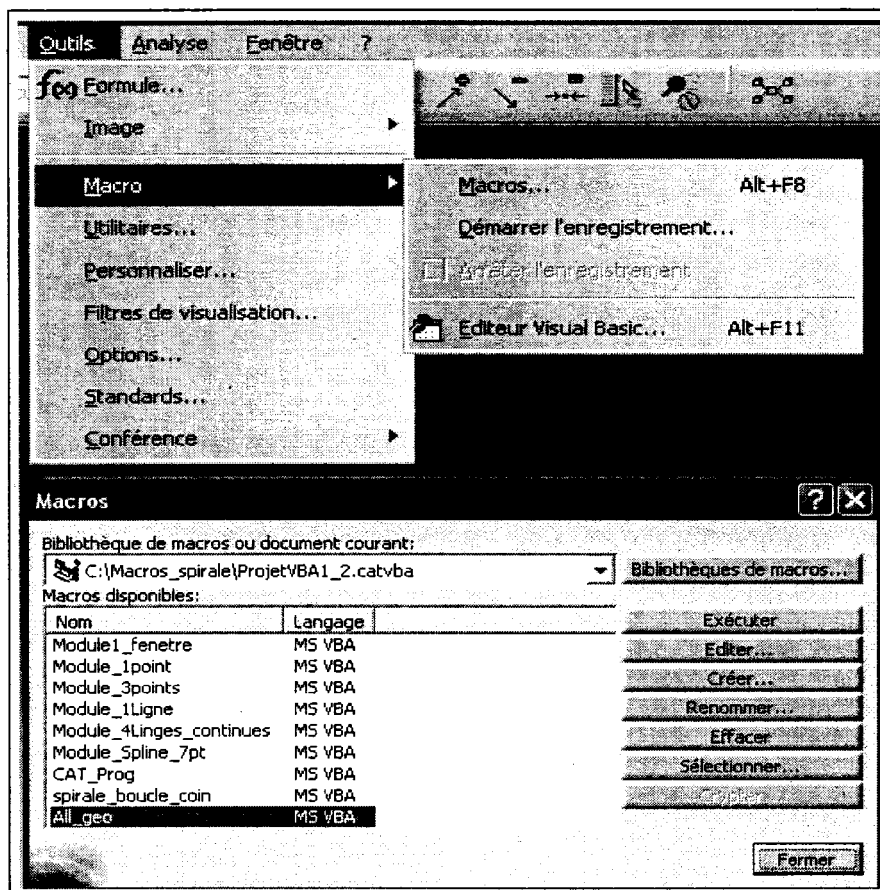 Outils Analyse Fenêtre ?
f(x) Formule...
Image
Macro
Utilitaires...
Personnaliser...
Filtres de visualisation...
Options...
Standards...
Conférence
Macros... Alt+F8
Démarrer l'enregistrement...
Arrêter l'enregistrement
Editeur Visual Basic... Alt+F11
Macros
Bibliothèque de macros ou document courant:
C:\Macros_spirale\ProjetVBA1_2.catvba
Bibliothèques de macros...
Macros disponibles:
Nom Langage
Module1_fenetre MS VBA
Module_1point MS VBA
Module_3points MS VBA
Module_1Ligne MS VBA
Module_4Linges_continues MS VBA
Module_Spline_7pt MS VBA
CAT_Prog MS VBA
spirale_boucle_coin MS VBA
All_geo MS VBA
Exécuter
Editer...
Créer...
Renommer...
Effacer
Sélectionner...
Crypter...
Fermer